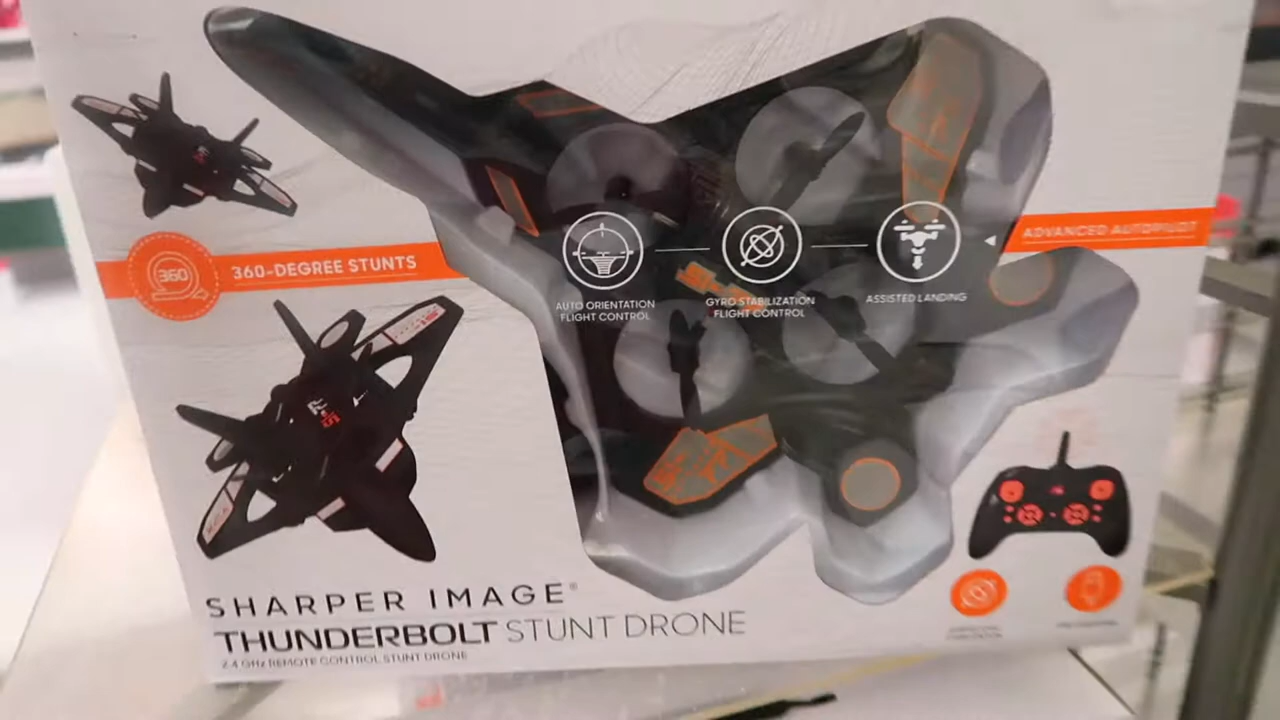 ADVANCED AUTOPILOT
360
360-DEGREE STUNTS
AUTO ORIENTATION
FLIGHT CONTROL
GYRO STABILIZATION
FLIGHT CONTROL
ASSISTED LANDING
SHARPER IMAGE®
THUNDERBOLT STUNT DRONE
2.4 GHz REMOTE CONTROL STUNT DRONE